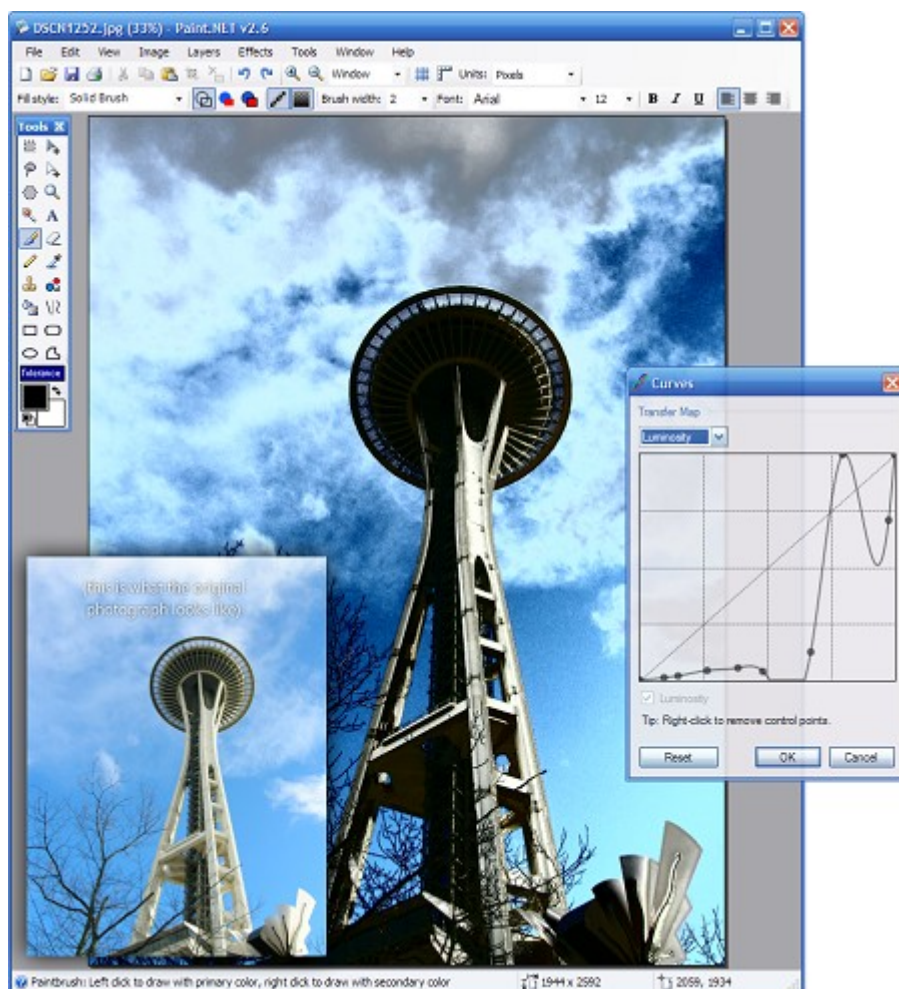 DSCN1252.jpg (33%) - Paint.NET v2.6
File Edit View Image Layers Effects Tools Window Help
Window Units: Pixels
Fill style: Solid Brush Brush width: 2 Font: Arial 12 B I U
Tools
Tolerance
(this is what the original
photograph looks like)
Curves
Transfer Map
Luminosity
Luminosity
Tip: Right-click to remove control points.
Reset OK Cancel
Paintbrush: Left click to draw with primary color, right click to draw with secondary color 1944 x 2592 2059, 1934